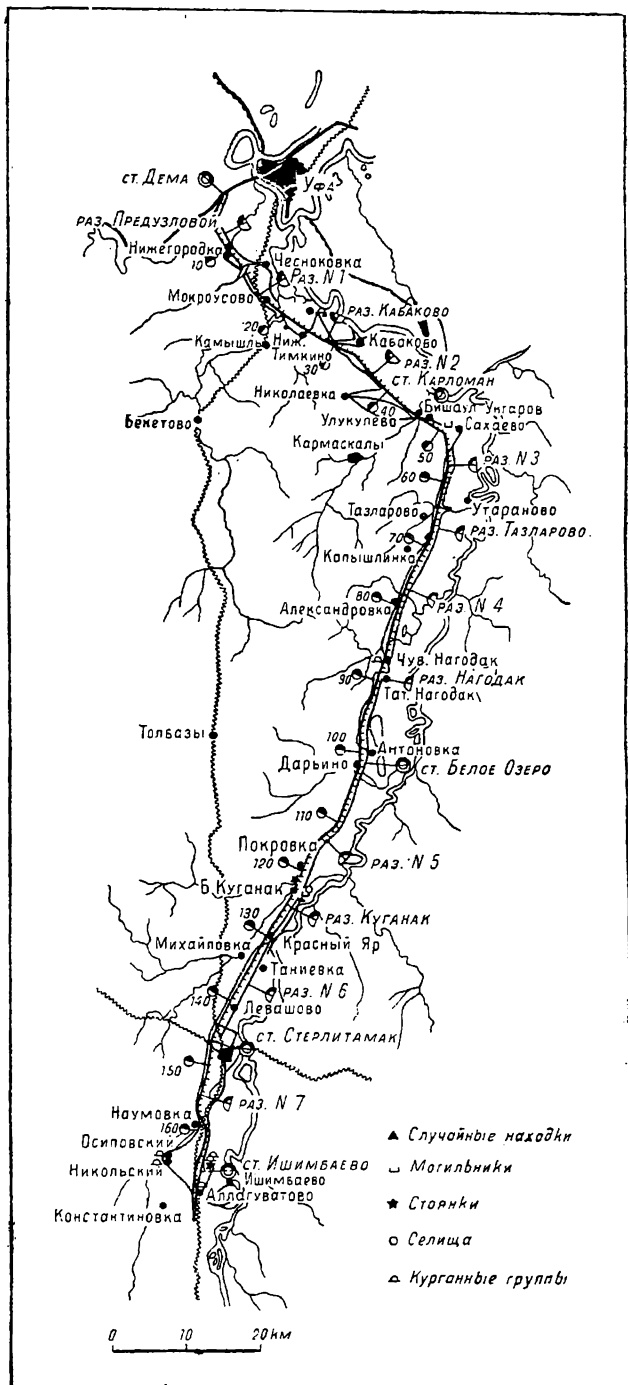 ст. Дема
Уфа
раз. Предузловой
Нижегородка
10
Чесноковка
Раз. N 1
Мокроусово
раз. Кабаково
20
Камышлы
Ниж.
Тимкино
Кабаково
30
раз. N 2
ст. Карломан
Николаевка
40
Улукулево
Бишаул Унгаров
Сахаево
Бекетово
Кармаскалы
50
раз. N 3
60
Утараново
Тазларово
раз. Тазларово.
70
Капышлинка
80
Александровка
раз. N 4
Чув. Нагодак
90
раз. Нагодак
Тат. Нагодак
Толбазы
100
Антоновка
Дарьино
ст. Белое Озеро
110
Покровка
120
раз. N 5
Б. Куганак
раз. Куганак
130
Красный Яр
Михайловка
Таниевка
раз. N 6
140
Левашово
ст. Стерлитамак
150
раз. N 7
Наумовка
160
Осиповский
ст. Ишимбаево
Никольский
Ишимбаево
Аллагуватово
Константиновка
Случайные находки
Могильники
Стоянки
Селища
Курганные группы
0 10 20 км